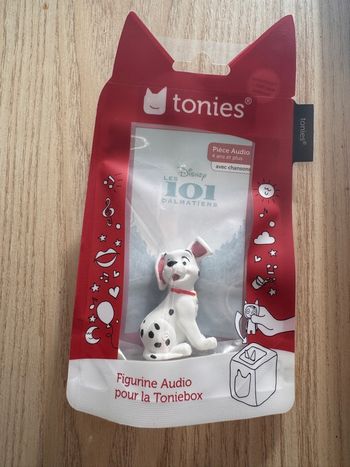 tonies®
tonies®
Pièce Audio
4 ans et plus
avec chansons
Disney
LES
101
DALMATIENS
Figurine Audio
pour la Toniebox